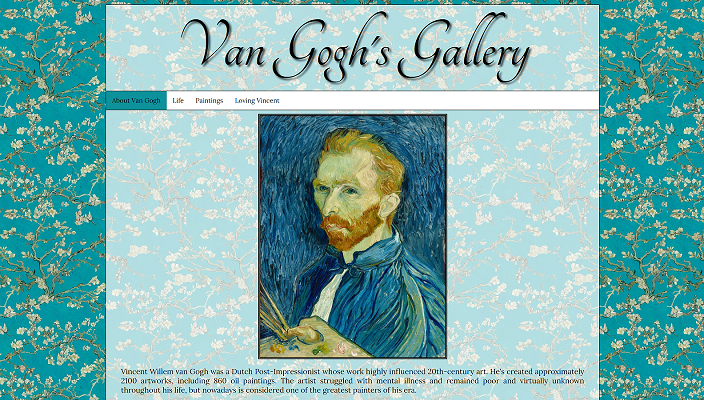 Van Gogh's Gallery
About Van Gogh Life Paintings Loving Vincent
Vincent Willem van Gogh was a Dutch Post-Impressionist whose work highly influenced 20th-century art. He's created approximately
2100 artworks, including 860 oil paintings. The artist struggled with mental illness and remained poor and virtually unknown
throughout his life, but nowadays is considered one of the greatest painters of his era.